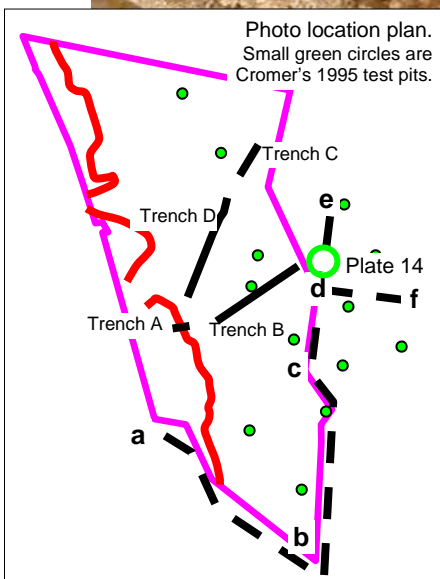 Photo location plan.
Small green circles are
Cromer's 1995 test pits.
Trench C
e
Trench D
Plate 14
d
f
Trench A
Trench B
c
a
b